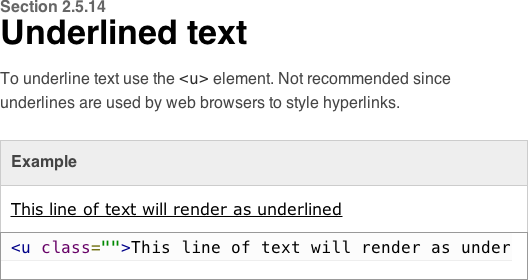 Section 2.5.14
Underlined text
To underline text use the <u> element. Not recommended since
underlines are used by web browsers to style hyperlinks.
Example
This line of text will render as underlined
<u class="">This line of text will render as under